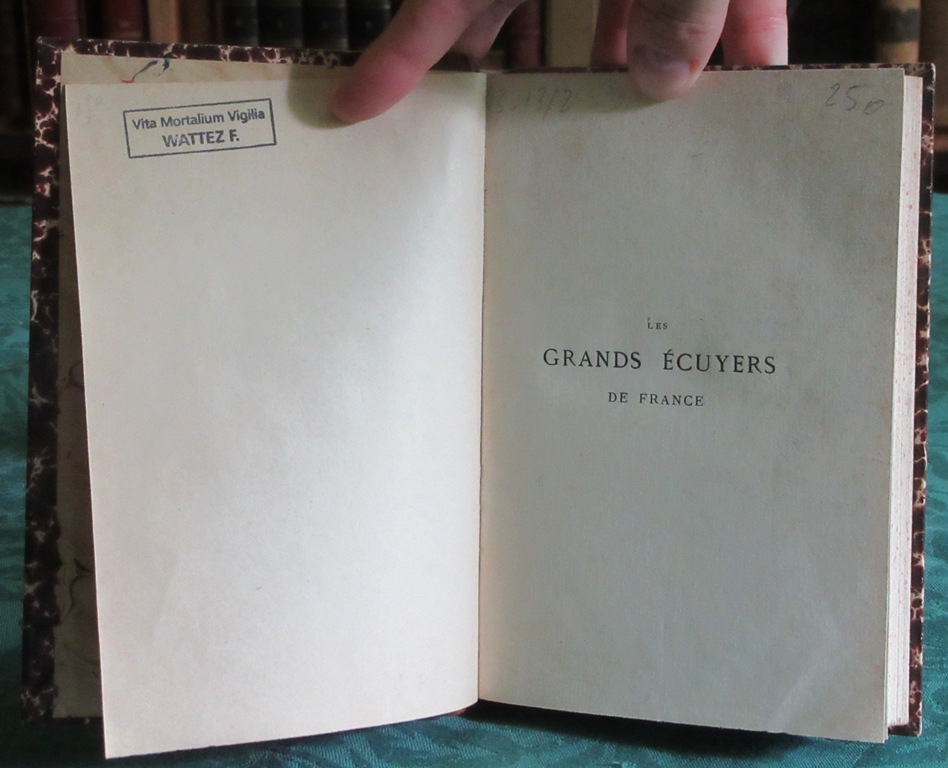 Vita Mortalium Vigilia
WATTEZ F.
250
LES
GRANDS ÉCUYERS
DE FRANCE